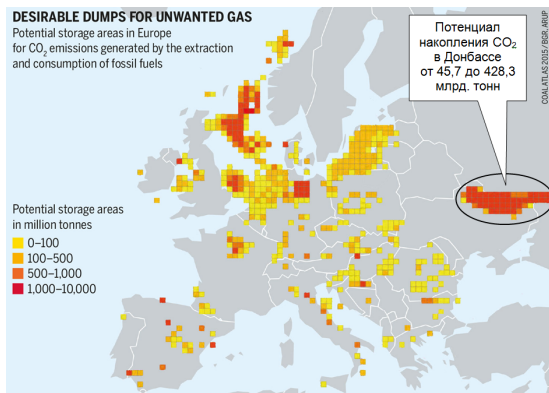 DESIRABLE DUMPS FOR UNWANTED GAS
Potential storage areas in Europe
for CO₂ emissions generated by the extraction
and consumption of fossil fuels
Потенциал
накопления CO₂
в Донбассе
от 45,7 до 428,3
млрд. тонн
COAL ATLAS 2015 / BGR, ARUP
Potential storage areas
in million tonnes
0–100
100–500
500–1,000
1,000–10,000